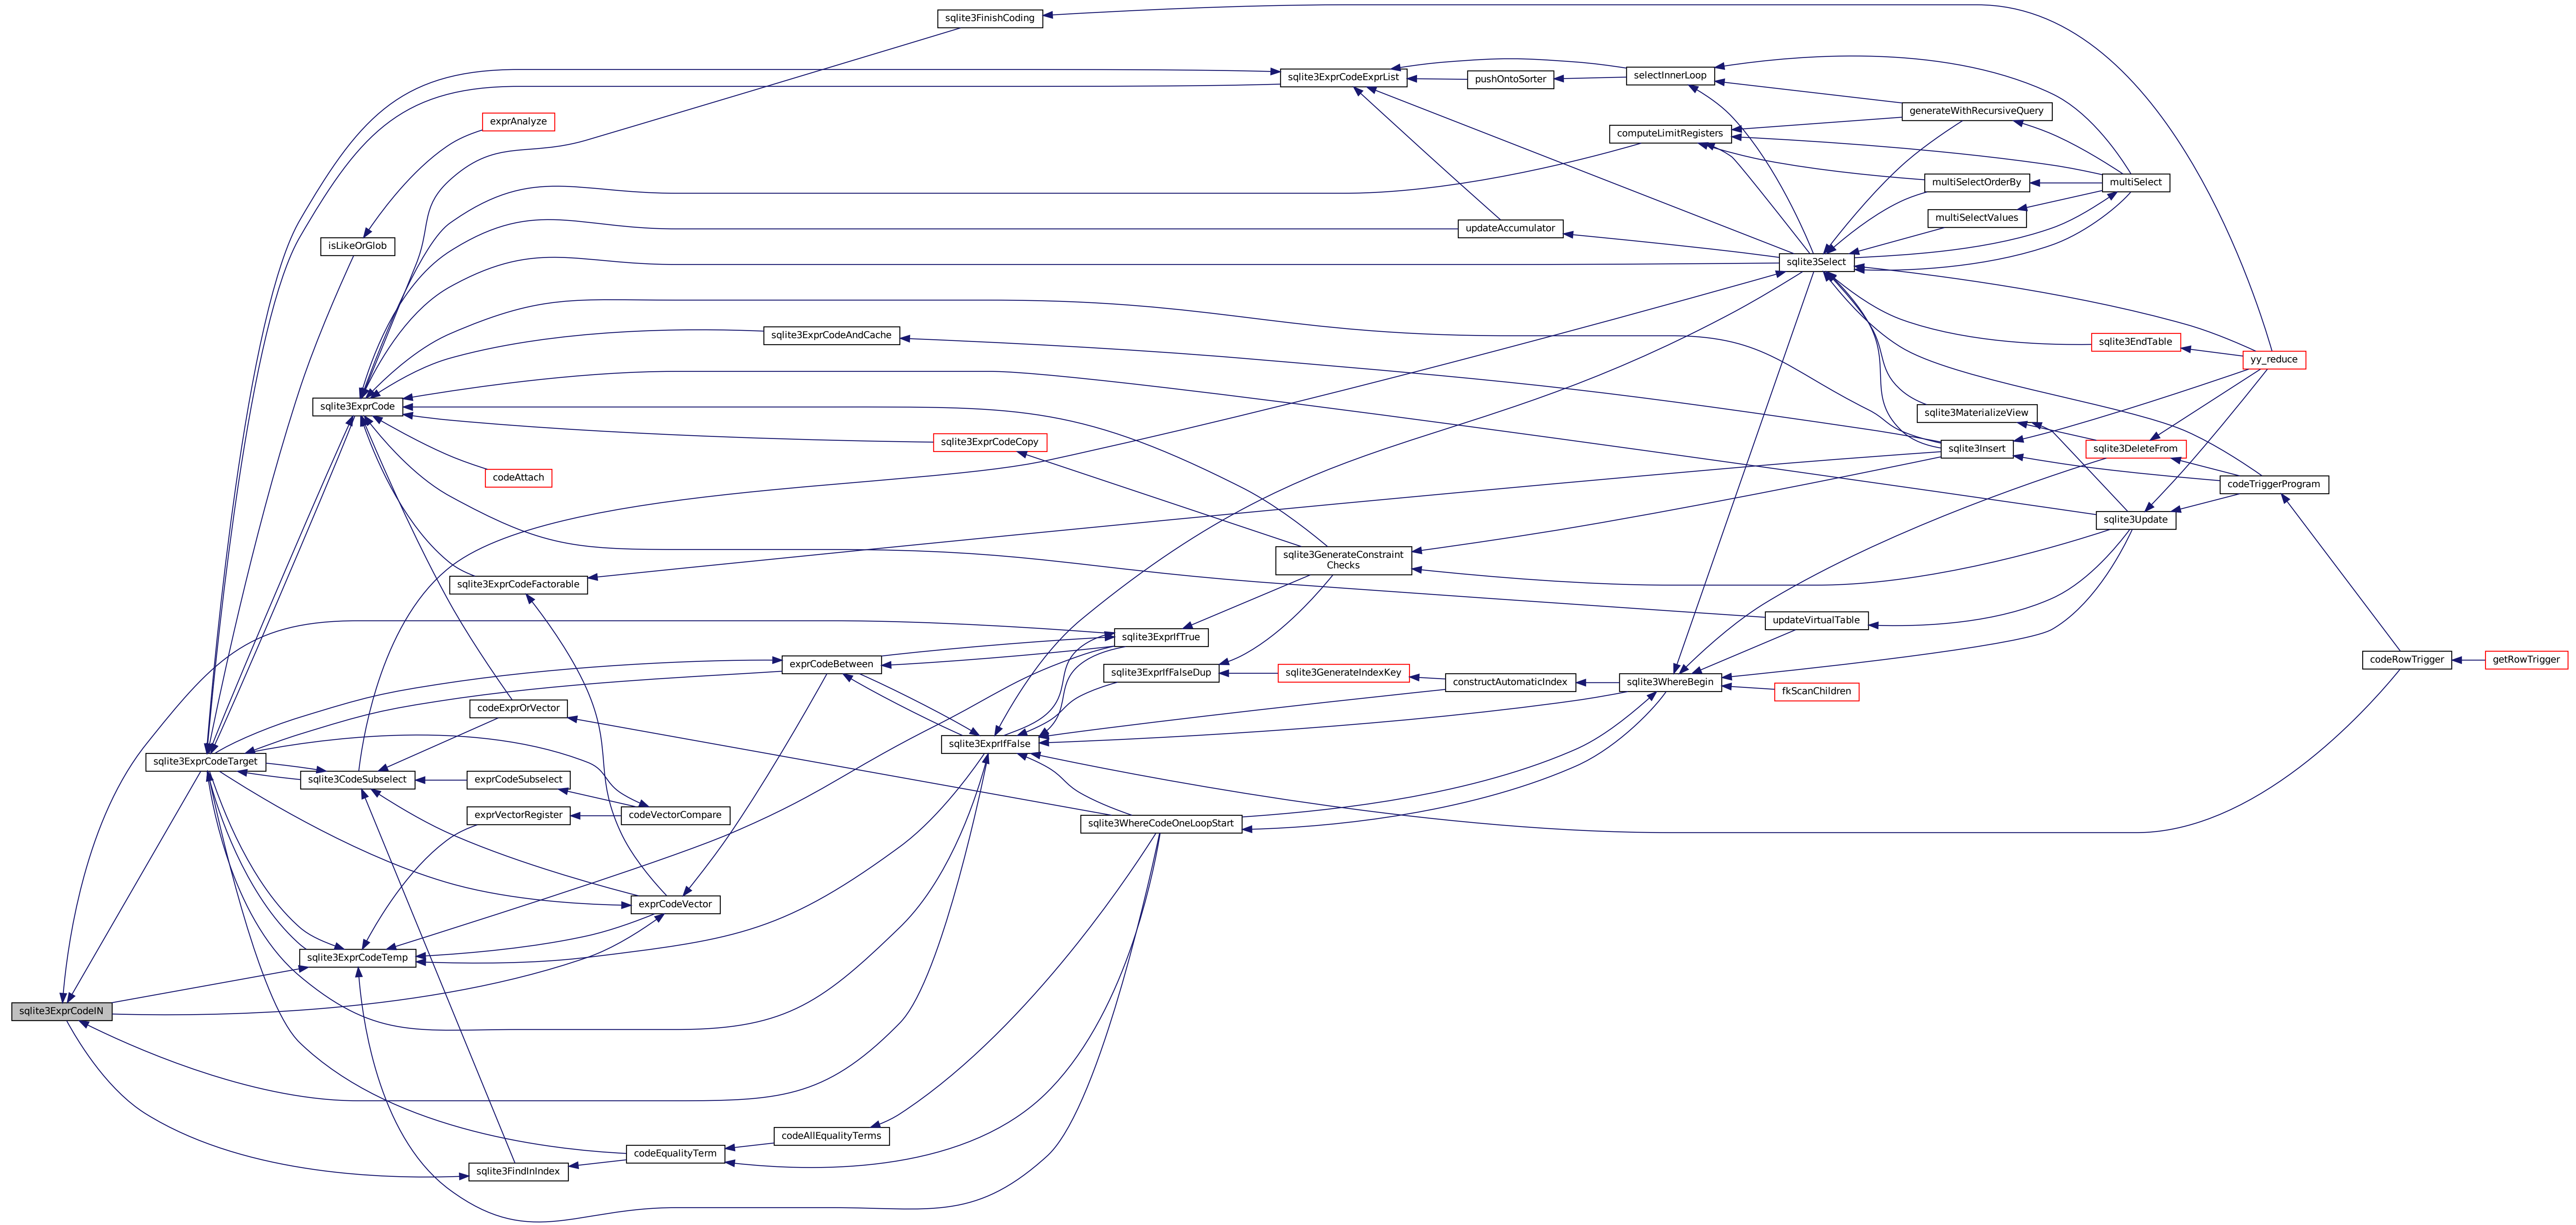 sqlite3FinishCoding
sqlite3ExprCodeExprList
selectInnerLoop
pushOntoSorter
generateWithRecursiveQuery
exprAnalyze
computeLimitRegisters
multiSelectOrderBy
multiSelect
multiSelectValues
updateAccumulator
isLikeOrGlob
sqlite3Select
sqlite3ExprCodeAndCache
sqlite3EndTable
yy_reduce
sqlite3ExprCode
sqlite3MaterializeView
sqlite3ExprCodeCopy
sqlite3Insert
sqlite3DeleteFrom
codeAttach
codeTriggerProgram
sqlite3Update
sqlite3GenerateConstraint
Checks
sqlite3ExprCodeFactorable
updateVirtualTable
sqlite3ExprIfTrue
exprCodeBetween
codeRowTrigger
getRowTrigger
sqlite3ExprIfFalseDup
sqlite3GenerateIndexKey
constructAutomaticIndex
sqlite3WhereBegin
fkScanChildren
codeExprOrVector
sqlite3ExprIfFalse
sqlite3ExprCodeTarget
sqlite3CodeSubselect
exprCodeSubselect
exprVectorRegister
codeVectorCompare
sqlite3WhereCodeOneLoopStart
exprCodeVector
sqlite3ExprCodeTemp
sqlite3ExprCodeIN
codeAllEqualityTerms
codeEqualityTerm
sqlite3FindInIndex